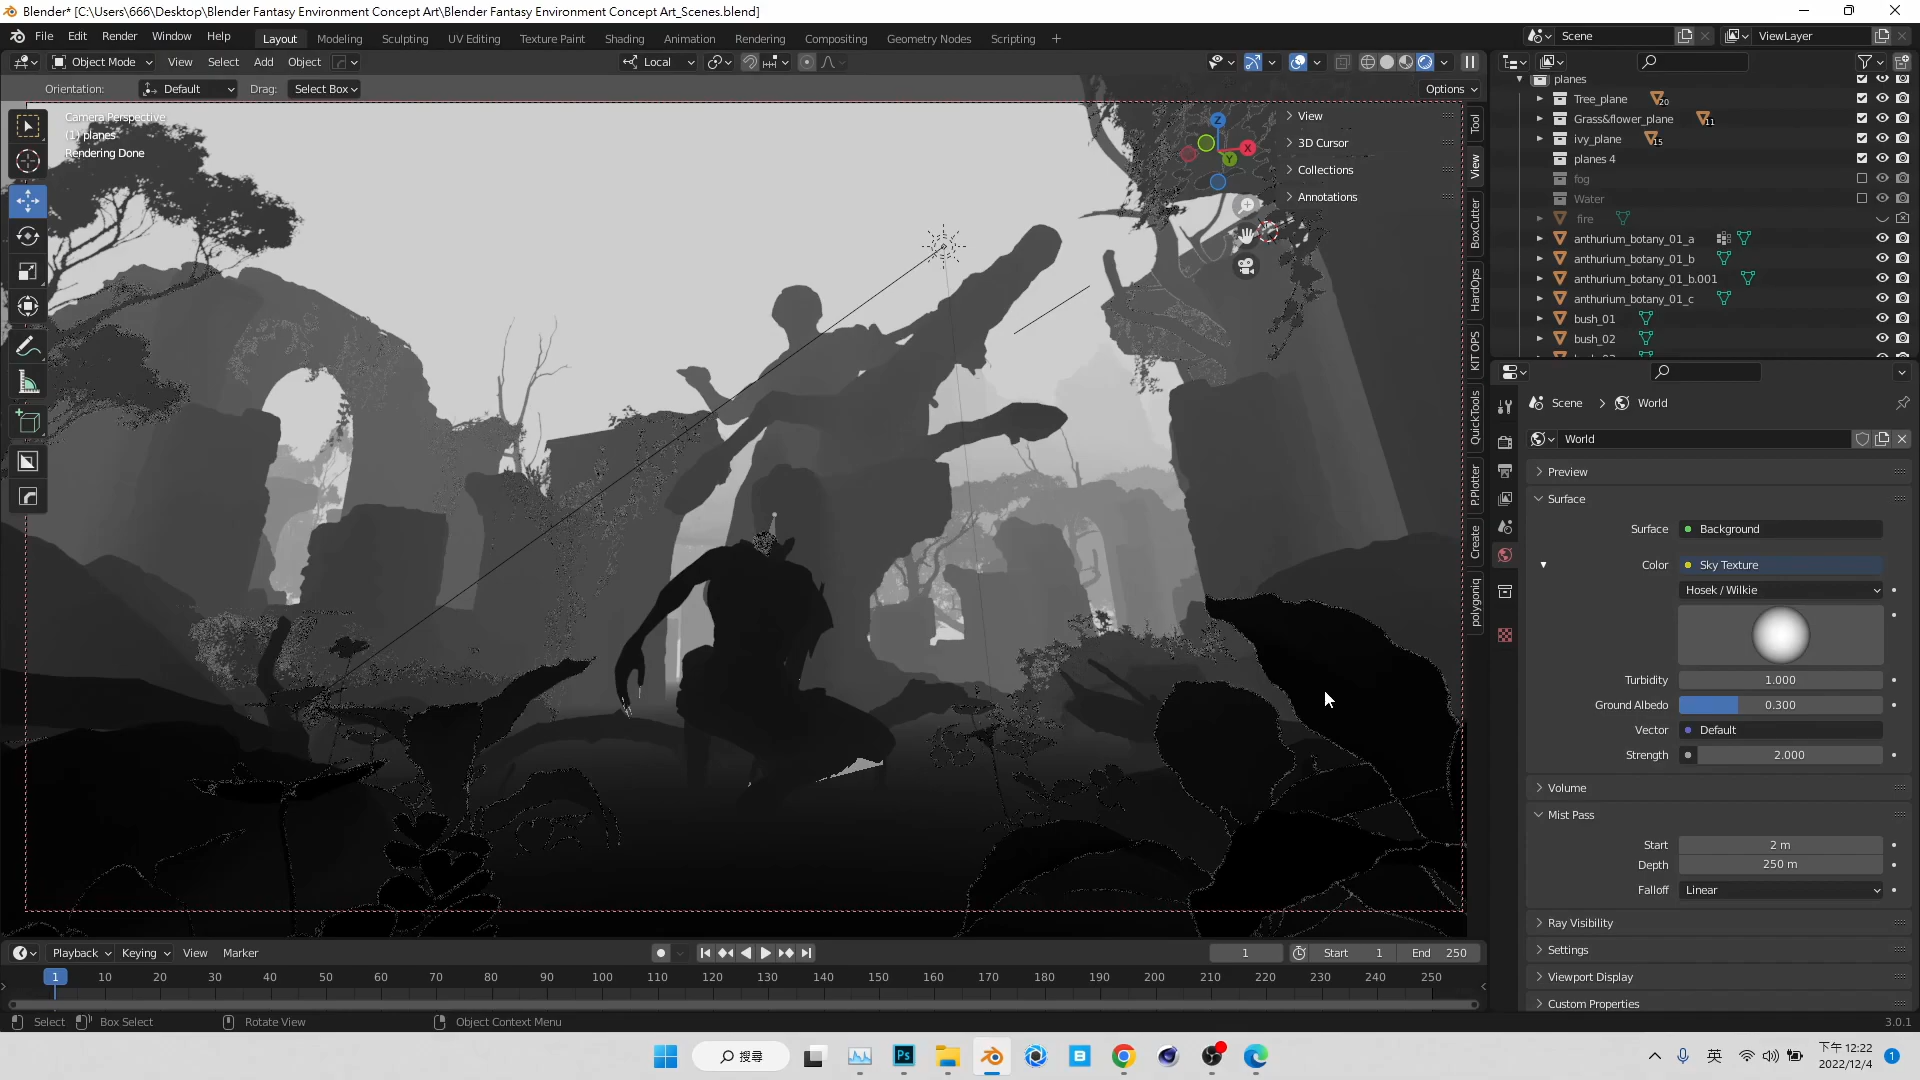 Blender* [C:\Users\666\Desktop\Blender Fantasy Environment Concept Art\Blender Fantasy Environment Concept Art_Scenes.blend]
File Edit Render Window Help Layout Modeling Sculpting UV Editing Texture Paint Shading Animation Rendering Compositing Geometry Nodes Scripting + Scene ViewLayer
Object Mode View Select Add Object Local
Orientation: Default Drag: Select Box Options
Camera Perspective
(1) planes
Rendering Done
View
3D Cursor
Collections
Annotations
Z
X
Y
Tool
View
BoxCutter
HardOps
KIT OPS
QuickTools
P.Plotter
Create
polygoniq
planes
Tree_plane 20
Grass&flower_plane 11
ivy_plane 15
planes 4
fog
Water
fire
anthurium_botany_01_a
anthurium_botany_01_b
anthurium_botany_01_b.001
anthurium_botany_01_c
bush_01
bush_02
Scene > World
World
Preview
Surface
Surface Background
Color Sky Texture
Hosek / Wilkie
Turbidity 1.000
Ground Albedo 0.300
Vector Default
Strength 2.000
Volume
Mist Pass
Start 2 m
Depth 250 m
Falloff Linear
Ray Visibility
Settings
Viewport Display
Custom Properties
Playback Keying View Marker 1 Start 1 End 250
1 10 20 30 40 50 60 70 80 90 100 110 120 130 140 150 160 170 180 190 200 210 220 230 240 250
Select Box Select Rotate View Object Context Menu 3.0.1
搜尋 Ps B 英 下午 12:22
2022/12/4 1